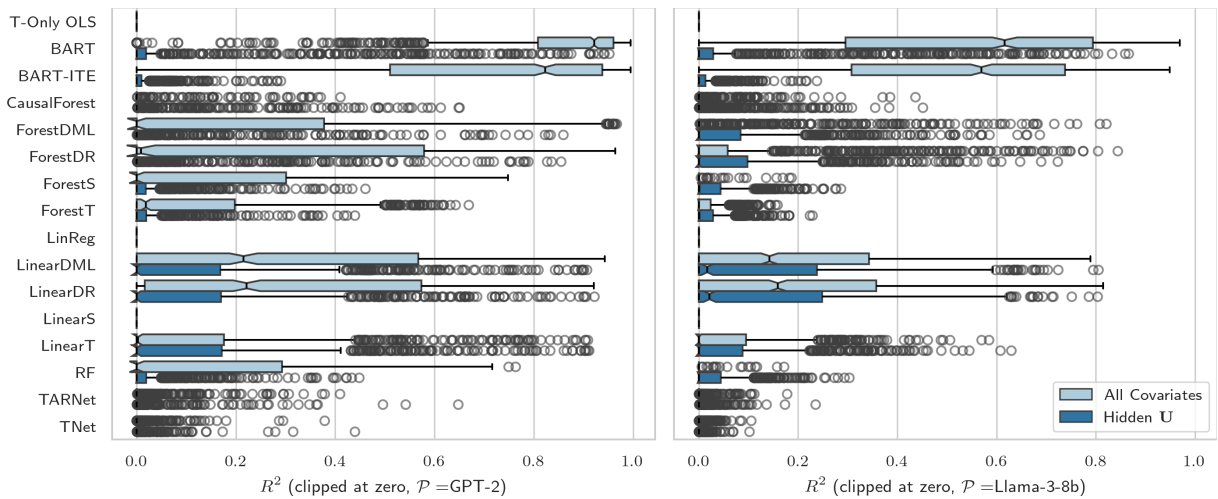 T-Only OLS
BART
BART-ITE
CausalForest
ForestDML
ForestDR
ForestS
ForestT
LinReg
LinearDML
LinearDR
LinearS
LinearT
RF
TARNet
TNet
0.0 0.2 0.4 0.6 0.8 1.0
R² (clipped at zero, 𝒫 =GPT-2)
All Covariates
Hidden U
0.0 0.2 0.4 0.6 0.8 1.0
R² (clipped at zero, 𝒫 =Llama-3-8b)